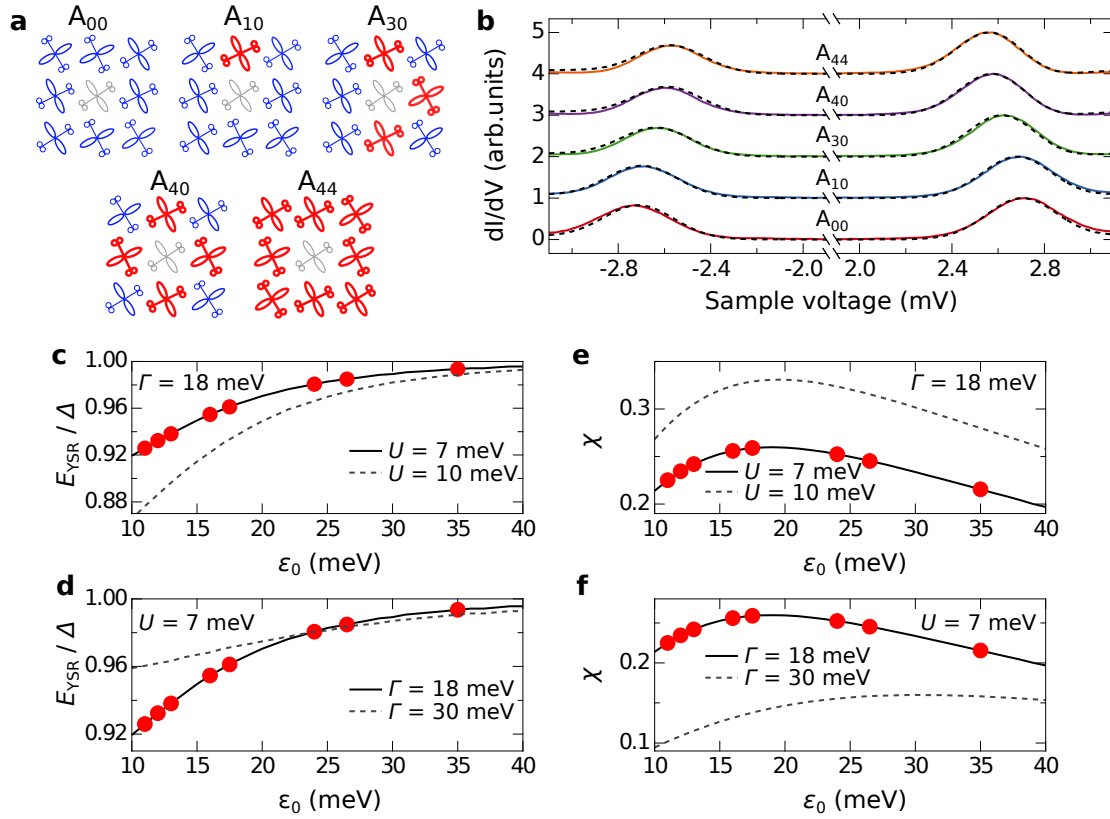 a
A00 A10 A30
A40 A44
b
dI/dV (arb.units)
5
4
3
2
1
0
A44
A40
A30
A10
A00
-2.8 -2.4 -2.0 2.0 2.4 2.8
Sample voltage (mV)
c
EYSR / Δ
1.00
0.96
0.92
0.88
Γ = 18 meV
U = 7 meV
U = 10 meV
10 15 20 25 30 35 40
ε0 (meV)
e
χ
0.3
0.2
Γ = 18 meV
U = 7 meV
U = 10 meV
10 15 20 25 30 35 40
ε0 (meV)
d
EYSR / Δ
1.00
0.96
0.92
U = 7 meV
Γ = 18 meV
Γ = 30 meV
10 15 20 25 30 35 40
ε0 (meV)
f
χ
0.2
0.1
U = 7 meV
Γ = 18 meV
Γ = 30 meV
10 15 20 25 30 35 40
ε0 (meV)